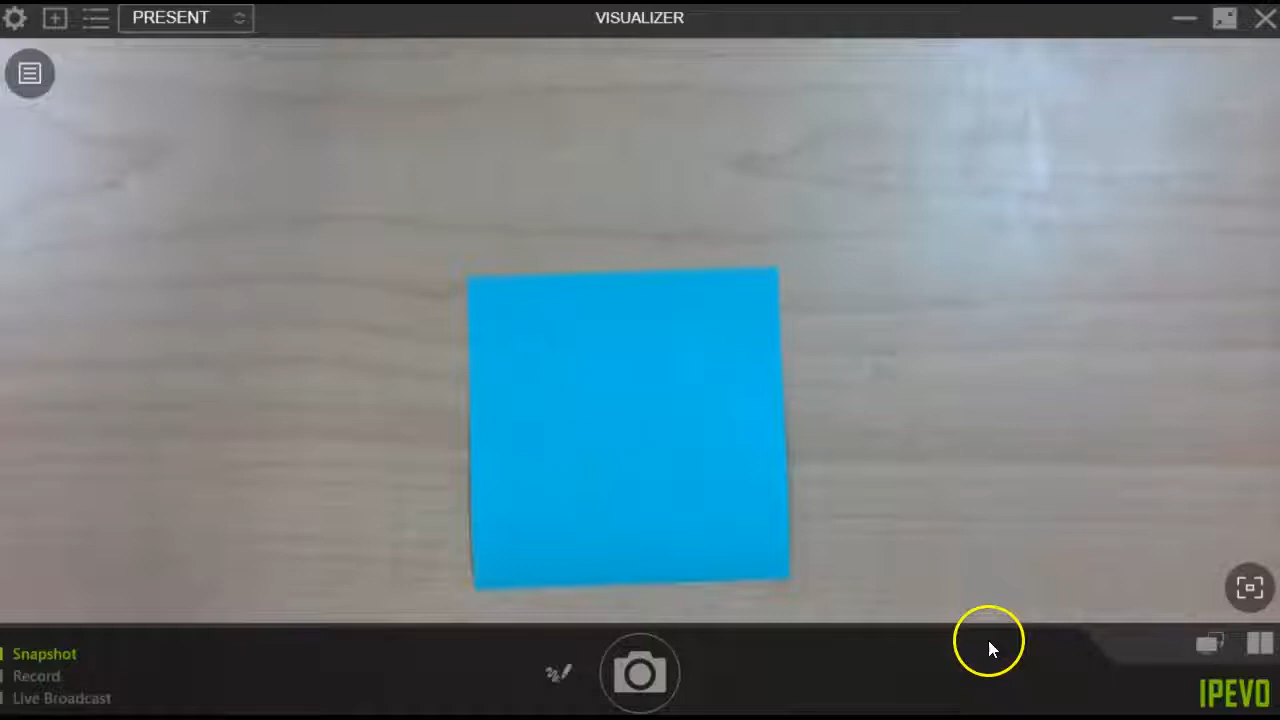 PRESENT
VISUALIZER
Snapshot
Record
Live Broadcast
IPEVO